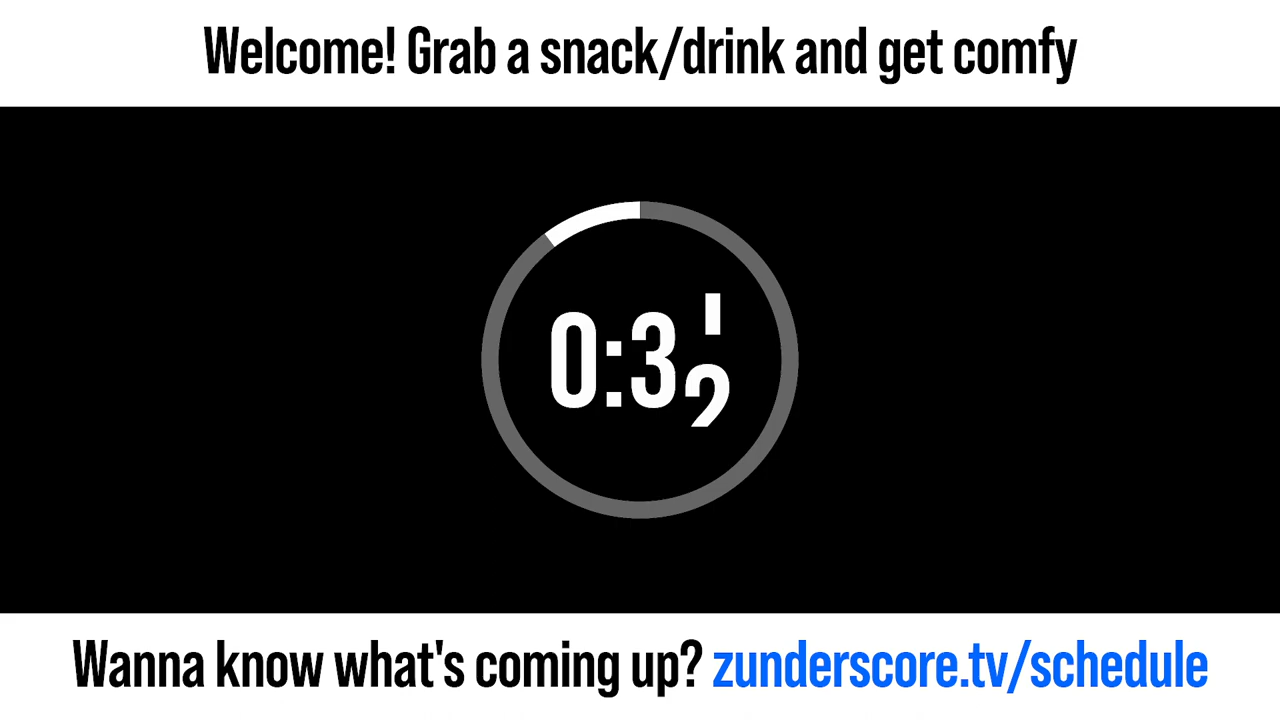 Welcome! Grab a snack/drink and get comfy
0:3
Wanna know what's coming up? zunderscore.tv/schedule